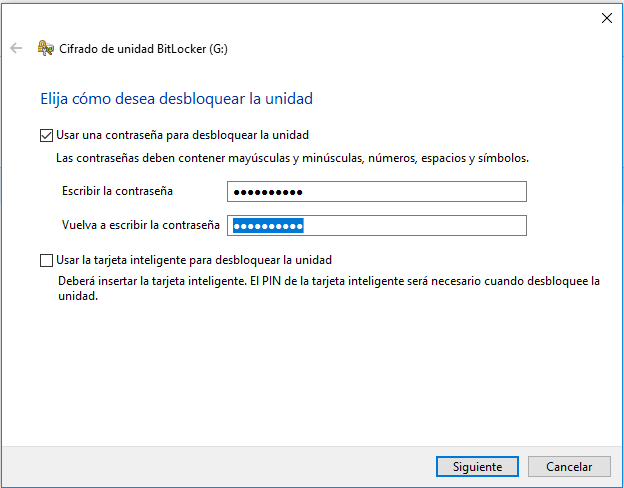 Cifrado de unidad BitLocker (G:)
Elija cómo desea desbloquear la unidad
Usar una contraseña para desbloquear la unidad
Las contraseñas deben contener mayúsculas y minúsculas, números, espacios y símbolos.
Escribir la contraseña ●●●●●●●●●●
Vuelva a escribir la contraseña ●●●●●●●●●●
Usar la tarjeta inteligente para desbloquear la unidad
Deberá insertar la tarjeta inteligente. El PIN de la tarjeta inteligente será necesario cuando desbloquee la
unidad.
Siguiente Cancelar